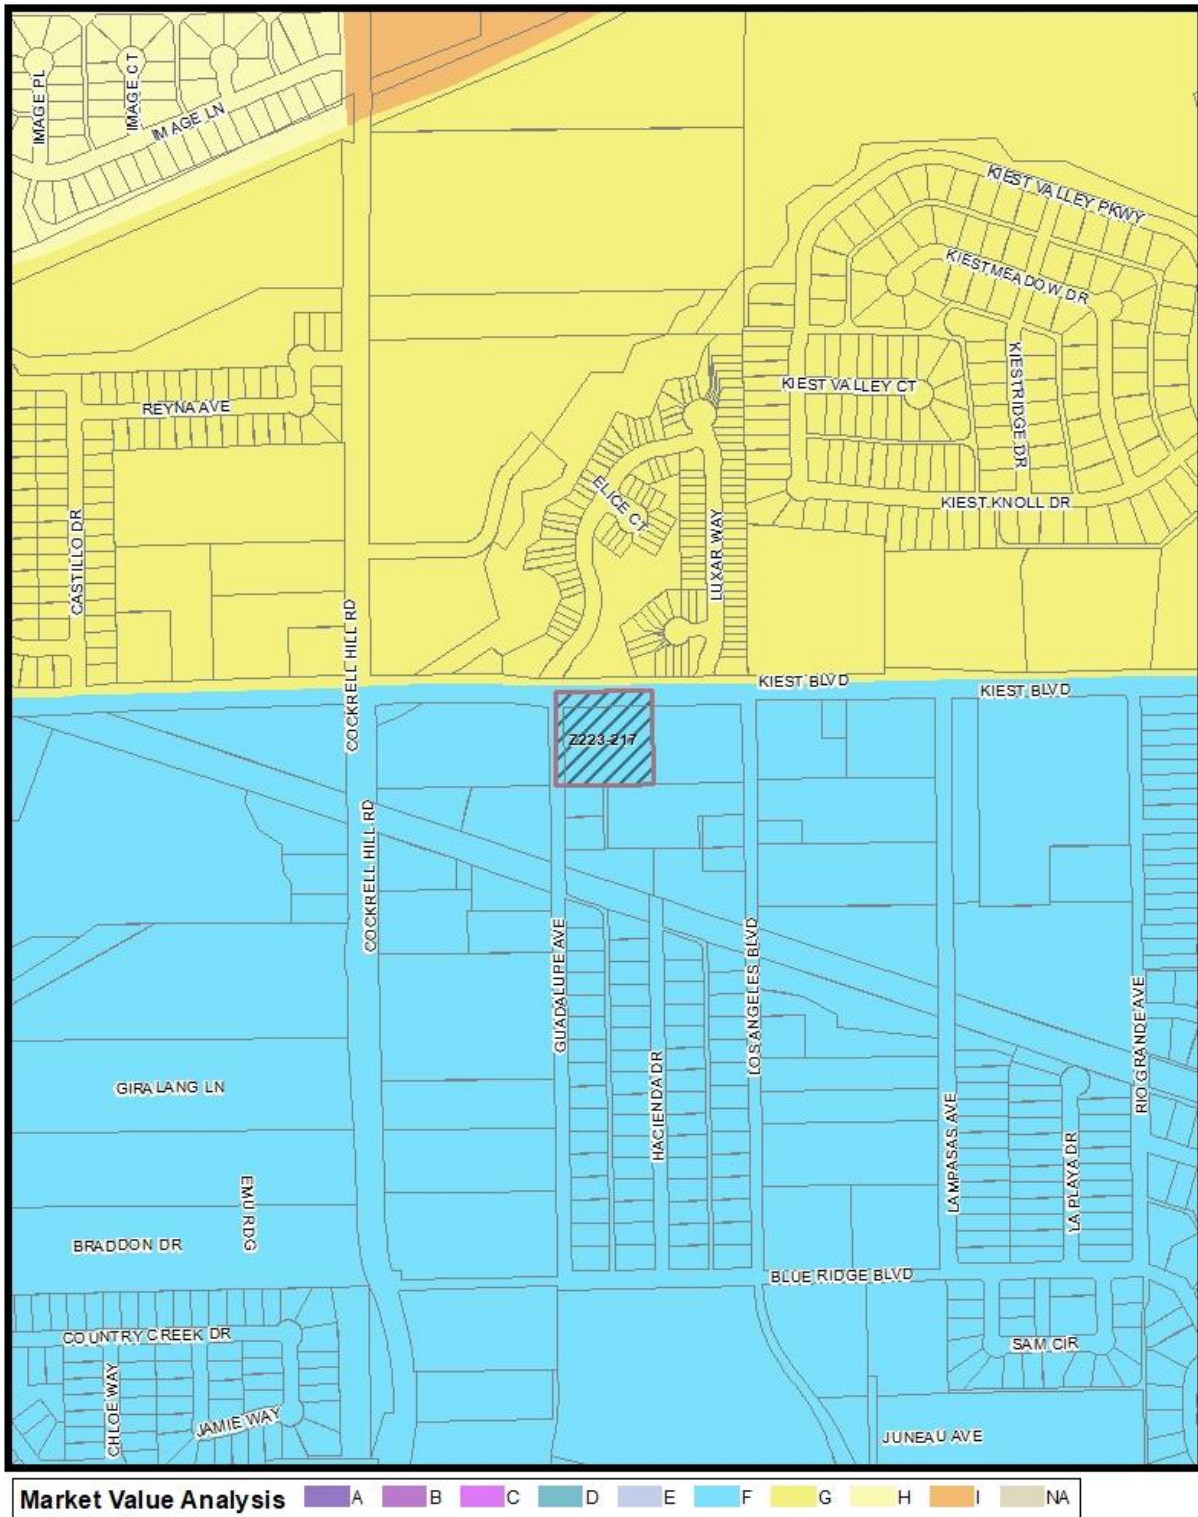 IMAGE PL
IMAGE CT
IMAGE LN
KIEST VALLEY PKWY
KIESTMEADOW DR
KIEST VALLEY CT
KIESTRIDGE DR
REYNA AVE
KIEST KNOLL DR
ELICE CT
LUXAR WAY
CASTILLO DR
COCKRELL HILL RD
KIEST BLVD
KIEST BLVD
Z223-217
COCKRELL HILL RD
GUADALUPE AVE
LOS ANGELES BLVD
HACIENDA DR
RIO GRANDE AVE
GIRALANG LN
LAMPASAS AVE
LA PLAYA DR
EMU RDG
BRADDON DR
BLUE RIDGE BLVD
COUNTRY CREEK DR
SAM CIR
CHLOE WAY
JAMIE WAY
JUNEAU AVE
Market Value Analysis A B C D E F G H I NA